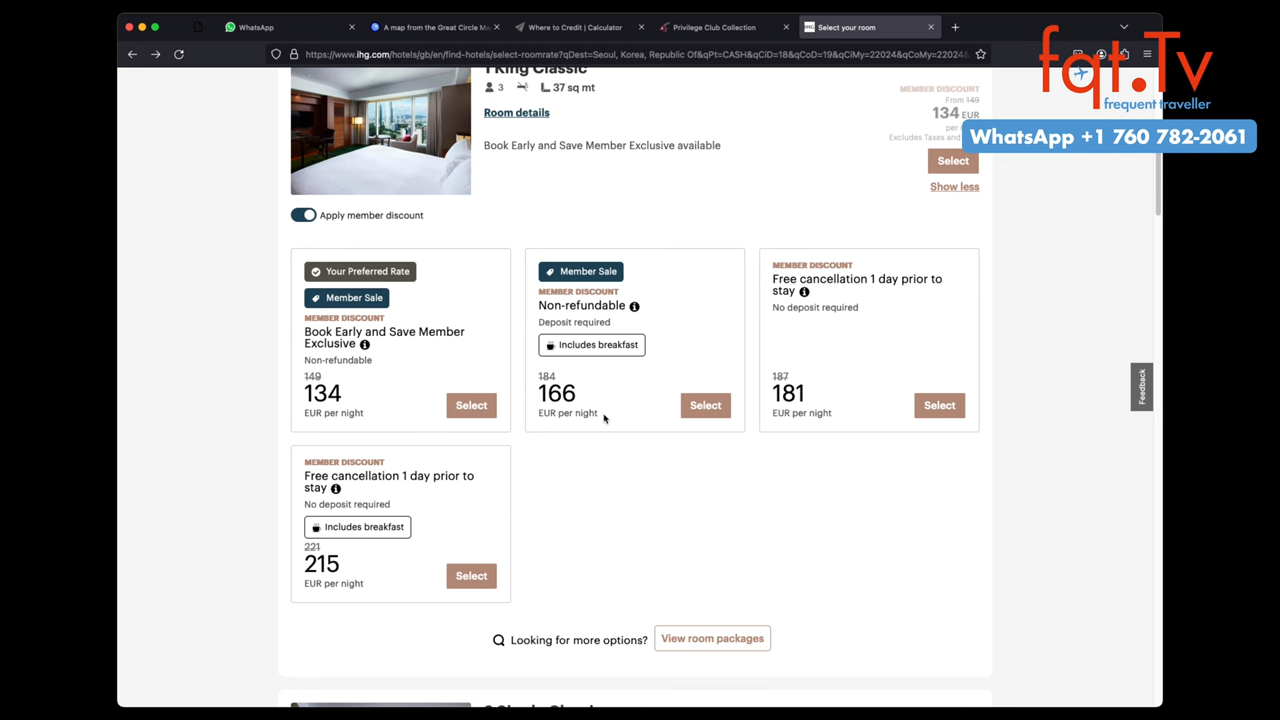 WhatsApp
A map from the Great Circle Ma
Where to Credit | Calculator
Privilege Club Collection
Select your room
https://www.ihg.com/hotels/gb/en/find-hotels/select-roomrate?qDest=Seoul, Korea, Republic Of&qPt=CASH&qCiD=18&qCoD=19&qCiMy=22024&qCoMy=22024&
fqt.Tv
frequent traveller
WhatsApp +1 760 782-2061
1 King Classic
3
37 sq mt
Room details
Book Early and Save Member Exclusive available
MEMBER DISCOUNT
From 149
134 EUR
per
Excludes Taxes and
Select
Show less
Apply member discount
Your Preferred Rate
Member Sale
MEMBER DISCOUNT
Book Early and Save Member
Exclusive
Non-refundable
149
134
EUR per night
Select
Member Sale
MEMBER DISCOUNT
Non-refundable
Deposit required
Includes breakfast
184
166
EUR per night
Select
MEMBER DISCOUNT
Free cancellation 1 day prior to
stay
No deposit required
187
181
EUR per night
Select
MEMBER DISCOUNT
Free cancellation 1 day prior to
stay
No deposit required
Includes breakfast
221
215
EUR per night
Select
Looking for more options?
View room packages
Feedback